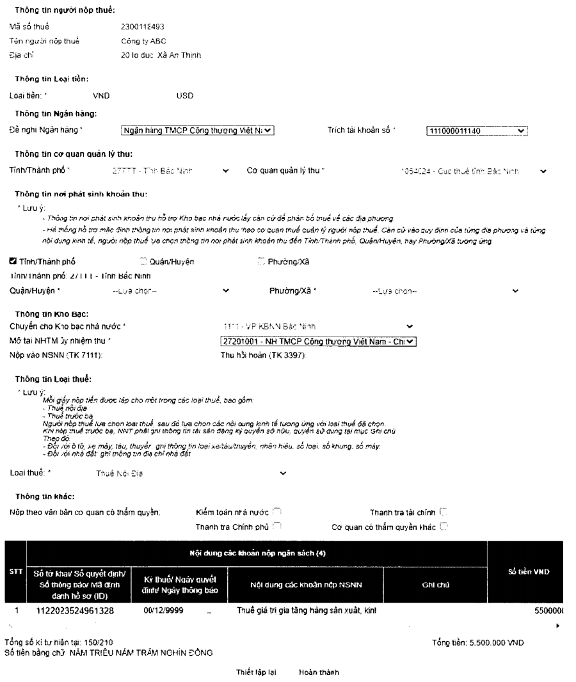 Thông tin người nộp thuế:
Mã số thuế 2300118493
Tên người nộp thuế Công ty ABC
Địa chỉ 20 lo duc Xã An Thịnh
Thông tin Loại tiền:
Loại tiền: * VND USD
Thông tin Ngân hàng:
Đề nghị Ngân hàng * Ngân hàng TMCP Công thương Việt N Trích tài khoản số * 111000011140
Thông tin cơ quan quản lý thu:
Tỉnh/Thành phố * 27TTT - Tỉnh Bắc Ninh Cơ quan quản lý thu * 1054024 - Cục thuế tỉnh Bắc Ninh
Thông tin nơi phát sinh khoản thu:
* Lưu ý:
- Thông tin nơi phát sinh khoản thu hỗ trợ Kho bạc nhà nước lấy căn cứ để phân bổ thuế về các địa phương
- Hệ thống hỗ trợ mặc định thông tin nơi phát sinh khoản thu theo cơ quan thuế quản lý người nộp thuế. Căn cứ vào quy định của từng địa phương và từng
nội dung kinh tế, người nộp thuế lựa chọn thông tin nơi phát sinh khoản thu đến Tỉnh/Thành phố, Quận/Huyện, hay Phường/Xã tương ứng
Tỉnh/Thành phố Quận/Huyện Phường/Xã
Tỉnh/Thành phố: 27TTT - Tỉnh Bắc Ninh
Quận/Huyện * --Lựa chọn-- Phường/Xã * --Lựa chọn--
Thông tin Kho Bạc:
Chuyển cho Kho bạc nhà nước * 1111 - VP KBNN Bắc Ninh
Mở tại NHTM ủy nhiệm thu * 27201001 - NH TMCP Công thương Việt Nam - Chi
Nộp vào NSNN (TK 7111): Thu hồi hoàn (TK 3397)
Thông tin Loại thuế:
* Lưu ý:
Mỗi giấy nộp tiền được lập cho một trong các loại thuế, bao gồm:
- Thuế nội địa
- Thuế trước bạ
Người nộp thuế lựa chọn loại thuế, sau đó lựa chọn các nội dung kinh tế tương ứng với loại thuế đã chọn.
Khi nộp thuế trước bạ, NNT phải ghi thông tin tài sản đăng ký quyền sở hữu, quyền sử dụng tại mục Ghi chú
Theo đó:
- Đối với ô tô, xe máy, tàu, thuyền: ghi thông tin loại xe/tàu/thuyền, nhãn hiệu, số loại, số khung, số máy.
- Đối với nhà đất: ghi thông tin địa chỉ nhà đất
Loại thuế: * Thuế Nội Địa
Thông tin khác:
Nộp theo văn bản cơ quan có thẩm quyền: Kiểm toán nhà nước Thanh tra tài chính
Thanh tra Chính phủ Cơ quan có thẩm quyền khác
Nội dung các khoản nộp ngân sách (4)
STT Số tờ khai/ Số quyết định/ Số thông báo/ Mã định danh hồ sơ (ID) Kỳ thuế/ Ngày quyết định/ Ngày thông báo Nội dung các khoản nộp NSNN Ghi chú Số tiền VND
1 1122023524961328 00/12/9999 ... Thuế giá trị gia tăng hàng sản xuất, kinh 5500000
Tổng số kí tự hiện tại: 150/210 Tổng tiền: 5.500.000 VND
Số tiền bằng chữ: NĂM TRIỆU NĂM TRĂM NGHÌN ĐỒNG
Thiết lập lại Hoàn thành